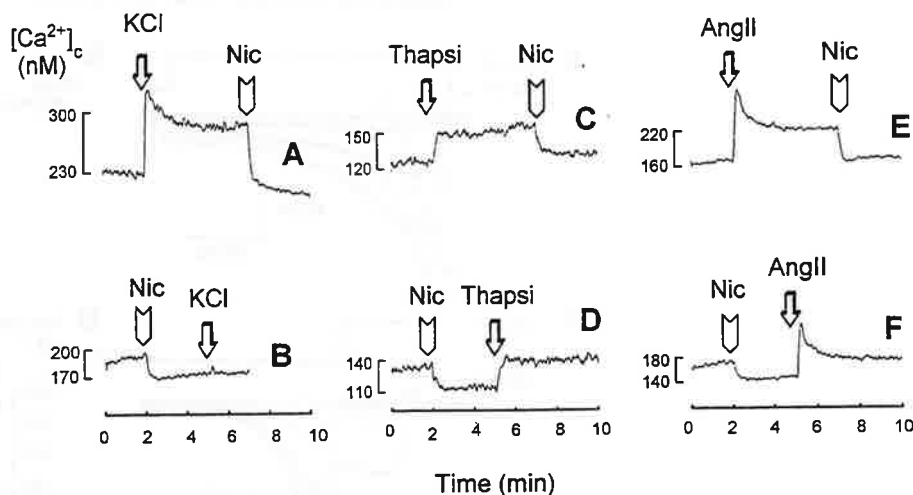 [Ca2+]c
(nM)
KCl
Nic
300
230
A
Thapsi
Nic
150
120
C
AngII
Nic
220
160
E
Nic
KCl
200
170
B
0 2 4 6 8 10
Nic
Thapsi
140
110
D
0 2 4 6 8 10
Nic
AngII
180
140
F
0 2 4 6 8 10
Time (min)